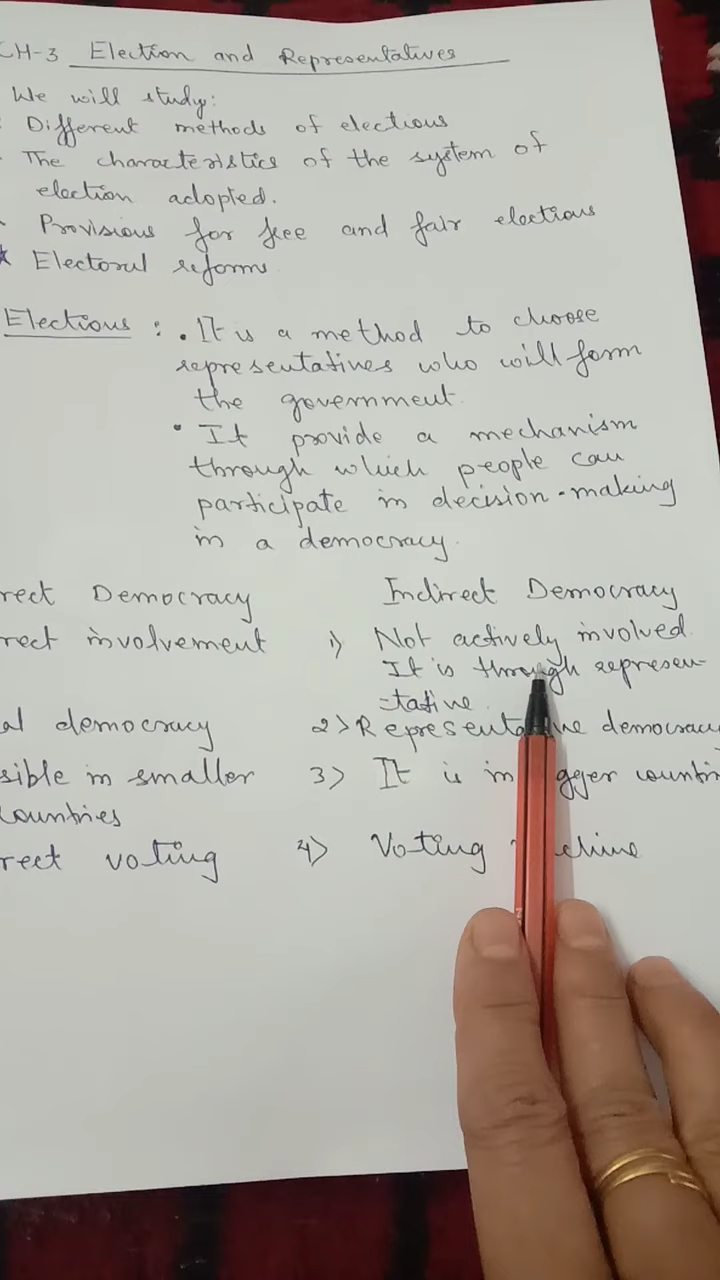 CH-3 Election and Representatives
We will study:
Different methods of elections
The characteristics of the system of
election adopted.
Provisions for free and fair elections
* Electoral reforms
Elections : • It is a method to choose
representatives who will form
the government.
• It provide a mechanism
through which people can
participate in decision-making
in a democracy.
rect Democracy Indirect Democracy
rect involvement 1) Not actively involved.
It is through represen-
-tative.
al democracy 2> Representative democracy
sible in smaller 3> It is in gger countri
countries
rect voting 4> Voting chine